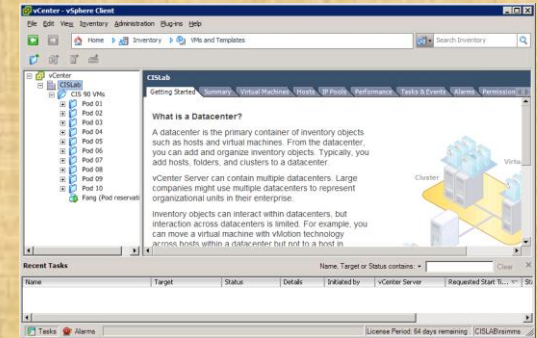 vCenter - vSphere Client
File Edit View Inventory Administration Plug-ins Help
Home Inventory VMs and Templates Search Inventory
vCenter
CISLab
CIS 90 VMs
Pod 01
Pod 02
Pod 03
Pod 04
Pod 05
Pod 06
Pod 07
Pod 08
Pod 09
Pod 10
Fang (Pod reservati
CISLab
Getting Started Summary Virtual Machines Hosts IP Pools Performance Tasks & Events Alarms Permission
What is a Datacenter?
A datacenter is the primary container of inventory objects
such as hosts and virtual machines. From the datacenter,
you can add and organize inventory objects. Typically, you
add hosts, folders, and clusters to a datacenter.
vCenter Server can contain multiple datacenters. Large
companies might use multiple datacenters to represent
organizational units in their enterprise.
Inventory objects can interact within datacenters, but
interaction across datacenters is limited. For example, you
can move a virtual machine with vMotion technology
across hosts within a datacenter but not to a host in
Virtu
Cluster
Recent Tasks Name, Target or Status contains: Clear
Name Target Status Details Initiated by vCenter Server Requested Start Ti... St
Tasks Alarms License Period: 64 days remaining CISLAB\rsimms